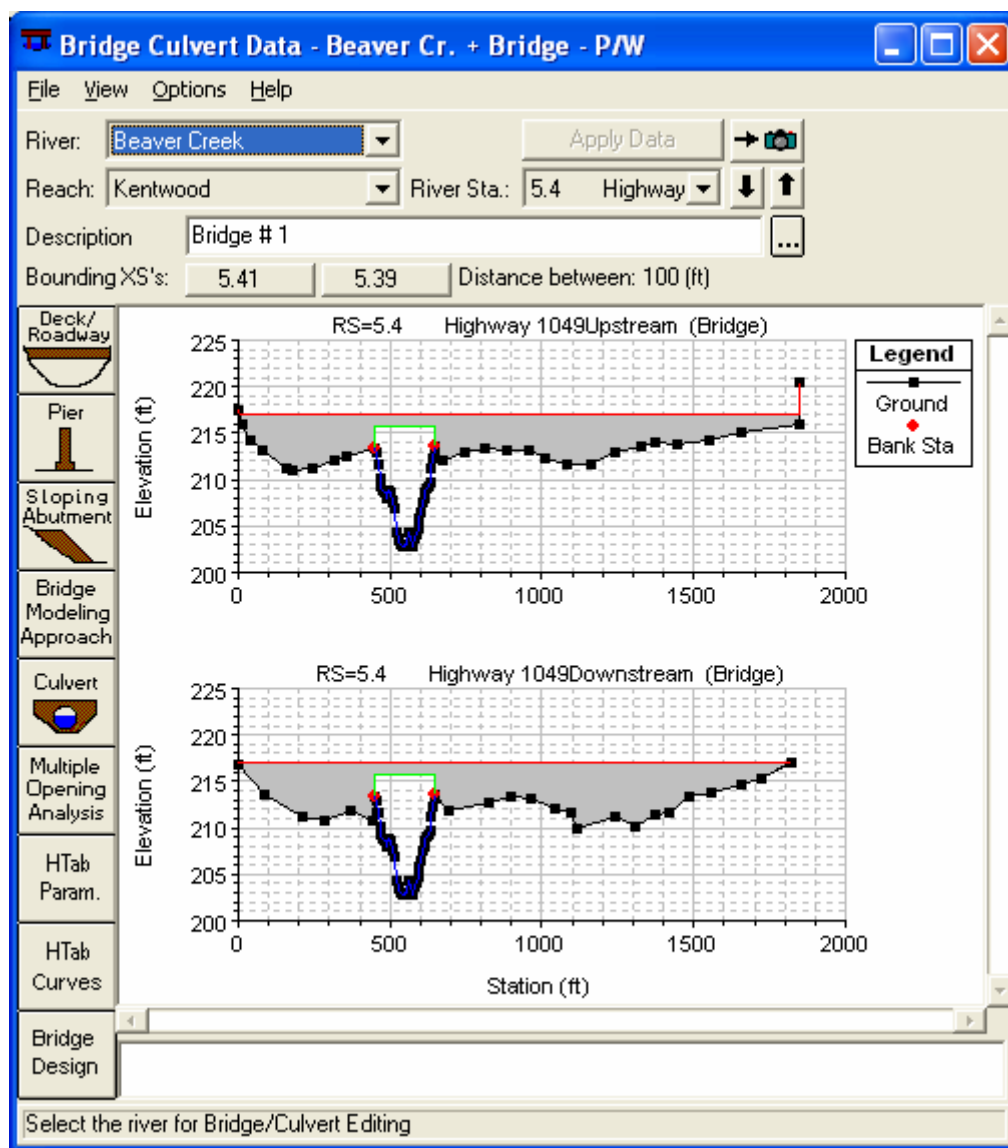 Bridge Culvert Data - Beaver Cr. + Bridge - P/W
File View Options Help
River: Beaver Creek Apply Data
Reach: Kentwood River Sta.: 5.4 Highway
Description Bridge # 1 ...
Bounding XS's: 5.41 5.39 Distance between: 100 (ft)
Deck/
Roadway
Pier
Sloping
Abutment
Bridge
Modeling
Approach
Culvert
Multiple
Opening
Analysis
HTab
Param.
HTab
Curves
Bridge
Design
RS=5.4 Highway 1049Upstream (Bridge)
Elevation (ft)
225
220
215
210
205
200
0 500 1000 1500 2000
Legend
Ground
Bank Sta
RS=5.4 Highway 1049Downstream (Bridge)
Elevation (ft)
225
220
215
210
205
200
0 500 1000 1500 2000
Station (ft)
Select the river for Bridge/Culvert Editing